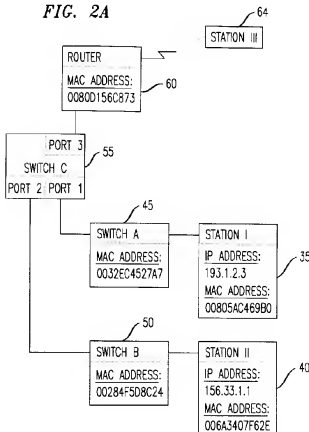 FIG. 2A
64
STATION III
ROUTER
MAC ADDRESS:
0080D156C873
60
PORT 3
55
SWITCH C
PORT 2 PORT 1
45
SWITCH A
MAC ADDRESS:
0032EC4527A7
STATION I
IP ADDRESS:
193.1.2.3
MAC ADDRESS:
00805AC469B0
35
50
SWITCH B
MAC ADDRESS:
00284F5D8C24
STATION II
IP ADDRESS:
156.33.1.1
MAC ADDRESS:
006A3407F62E
40